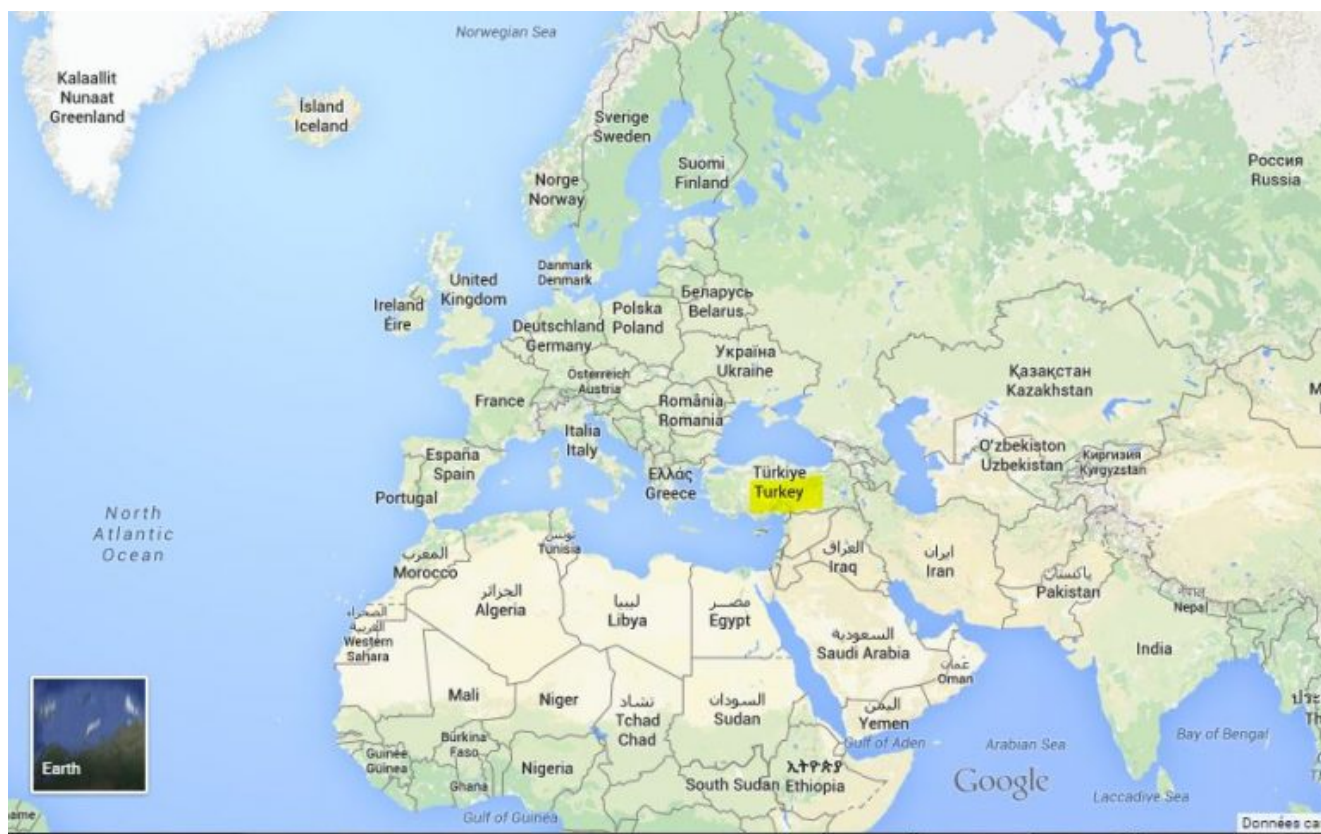 Norwegian Sea
Kalaallit
Nunaat
Greenland
Ísland
Iceland
Sverige
Sweden
Suomi
Finland
Россия
Russia
Norge
Norway
Danmark
Denmark
United
Kingdom
Ireland
Éire
Беларусь
Belarus
Polska
Poland
Deutschland
Germany
Україна
Ukraine
Österreich
Austria
Қазақстан
Kazakhstan
France
România
Romania
Italia
Italy
O'zbekiston
Uzbekistan
Киргизия
Kyrgyzstan
España
Spain
Portugal
Ελλάς
Greece
Türkiye
Turkey
North
Atlantic
Ocean
المغرب
Morocco
تونس
Tunisia
الجزائر
Algeria
ليبيا
Libya
مصر
Egypt
العراق
Iraq
ایران
Iran
پاکستان
Pakistan
नेपाल
Nepal
الصحراء
الغربية
Western
Sahara
السعودية
Saudi Arabia
عمان
Oman
India
Mali
Niger
تشاد
Tchad
Chad
السودان
Sudan
اليمن
Yemen
Gulf of Aden
Arabian Sea
Bay of Bengal
Burkina
Faso
Guinée
Guinea
Ghana
Nigeria
South Sudan
ኢትዮጵያ
Ethiopia
Gulf of Guinea
Laccadive Sea
Earth
Google
Données ca